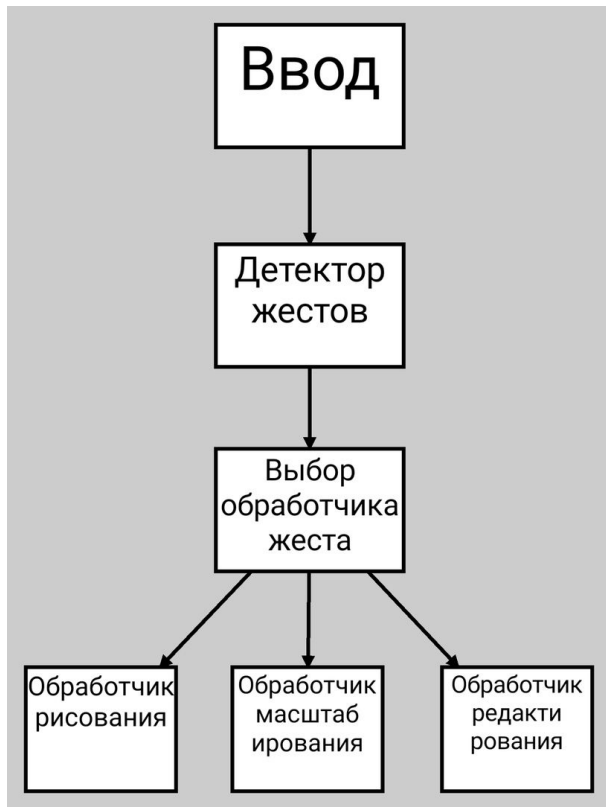 Ввод
Детектор
жестов
Выбор
обработчика
жеста
Обработчик
рисования
Обработчик
масштаб
ирования
Обработчик
редакти
рования